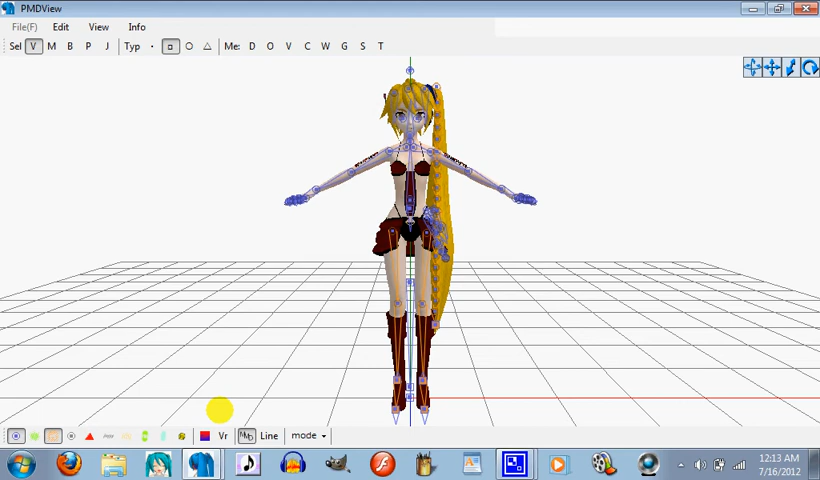 PMDView
File(F) Edit View Info
Sel V M B P J Typ Me: D O V C W G S T
Vr Line mode
12:13 AM
7/16/2012